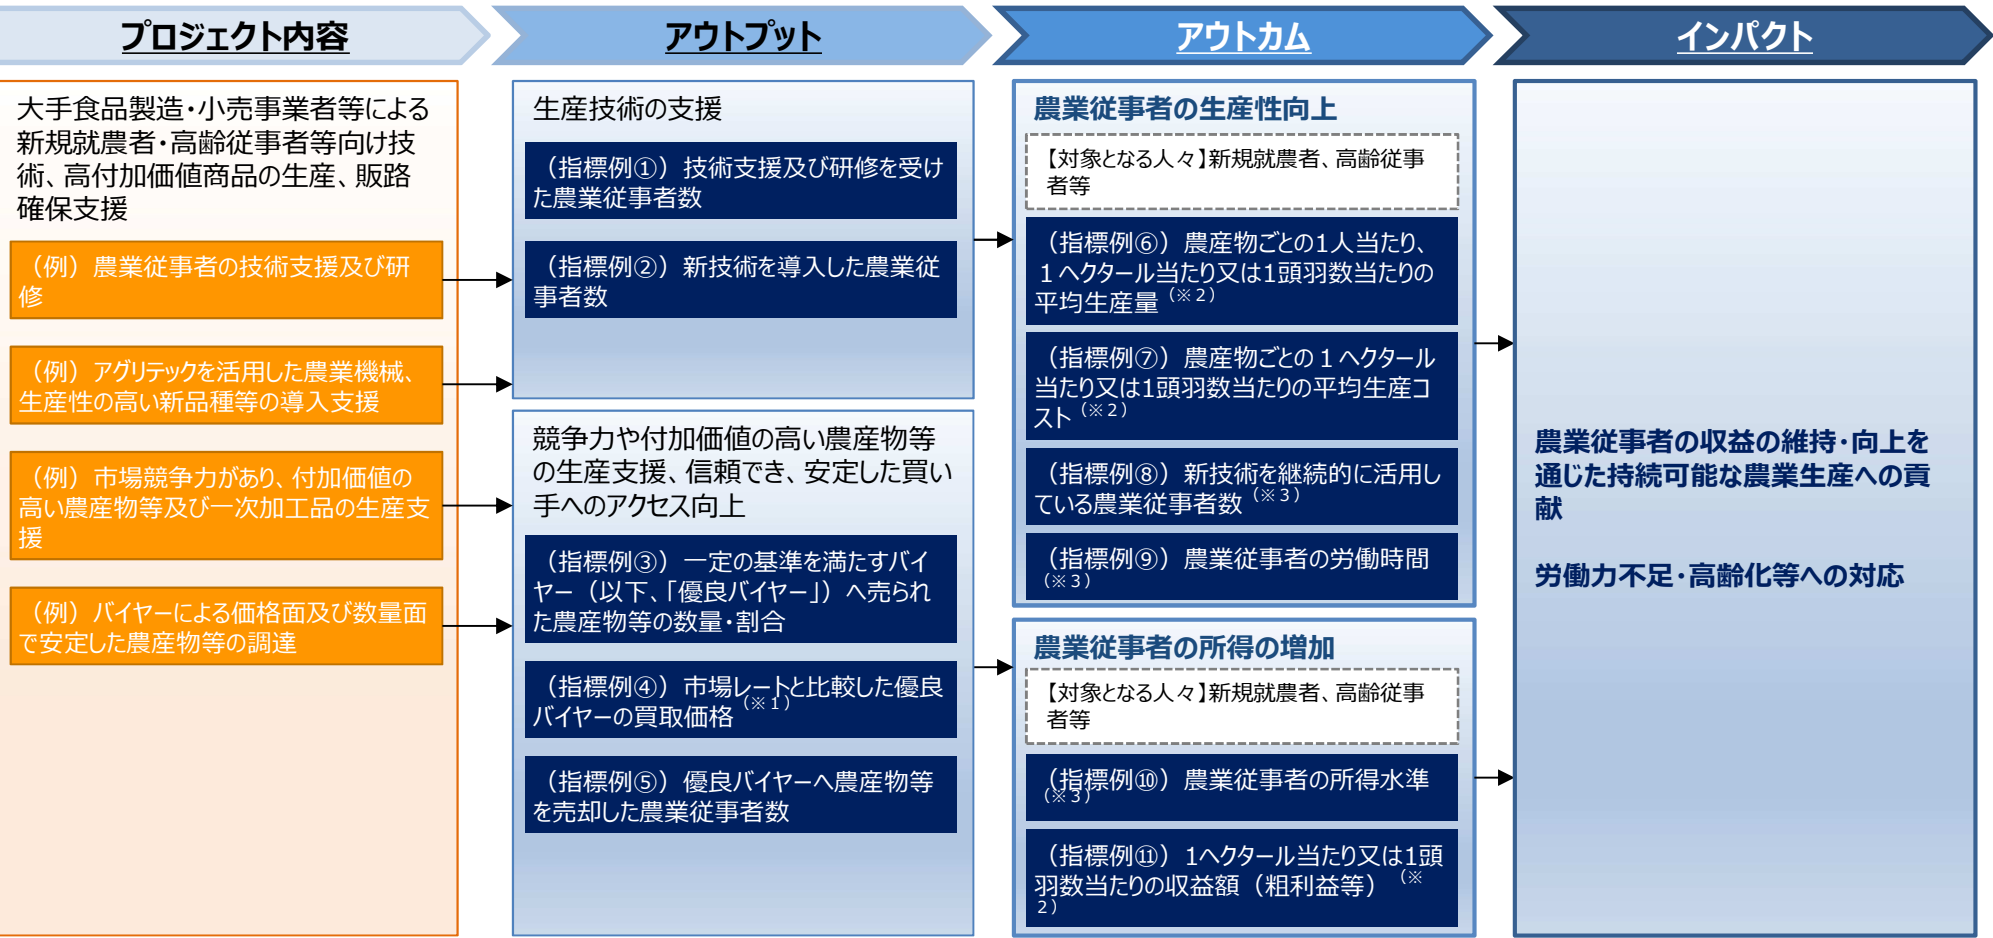 プロジェクト内容
大手食品製造・小売事業者等による
新規就農者・高齢従事者等向け技
術、高付加価値商品の生産、販路
確保支援
（例）農業従事者の技術支援及び研
修
（例）アグリテックを活用した農業機械、
生産性の高い新品種等の導入支援
（例）市場競争力があり、付加価値の
高い農産物等及び一次加工品の生産支
援
（例）バイヤーによる価格面及び数量面
で安定した農産物等の調達
アウトプット
生産技術の支援
（指標例①）技術支援及び研修を受け
た農業従事者数
（指標例②）新技術を導入した農業従
事者数
競争力や付加価値の高い農産物等
の生産支援、信頼でき、安定した買い
手へのアクセス向上
（指標例③）一定の基準を満たすバイ
ヤー（以下、「優良バイヤー」）へ売られ
た農産物等の数量・割合
（指標例④）市場レートと比較した優良
バイヤーの買取価格（※１）
（指標例⑤）優良バイヤーへ農産物等
を売却した農業従事者数
アウトカム
農業従事者の生産性向上
【対象となる人々】新規就農者、高齢従事
者等
（指標例⑥）農産物ごとの1人当たり、
１ヘクタール当たり又は1頭羽数当たりの
平均生産量（※２）
（指標例⑦）農産物ごとの１ヘクタール
当たり又は1頭羽数当たりの平均生産コ
スト（※２）
（指標例⑧）新技術を継続的に活用し
ている農業従事者数（※３）
（指標例⑨）農業従事者の労働時間
（※３）
農業従事者の所得の増加
【対象となる人々】新規就農者、高齢従事
者等
（指標例⑩）農業従事者の所得水準
（※３）
（指標例⑪）1ヘクタール当たり又は1頭
羽数当たりの収益額（粗利益等）（※
２）
インパクト
農業従事者の収益の維持・向上を
通じた持続可能な農業生産への貢
献
労働力不足・高齢化等への対応